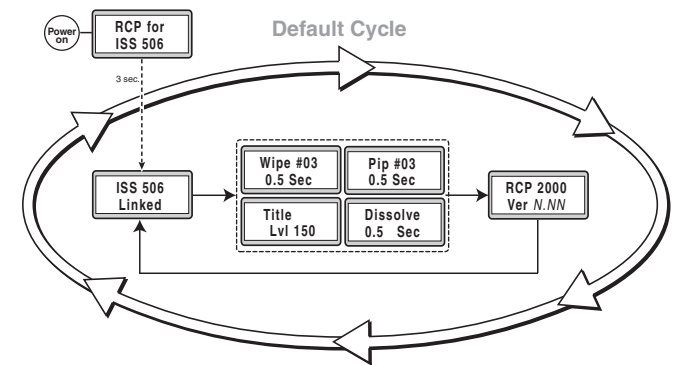 Default Cycle
Power
on
RCP for
ISS 506
3 sec.
ISS 506
Linked
Wipe #03
0.5 Sec
Pip #03
0.5 Sec
Title
Lvl 150
Dissolve
0.5 Sec
RCP 2000
Ver N.NN